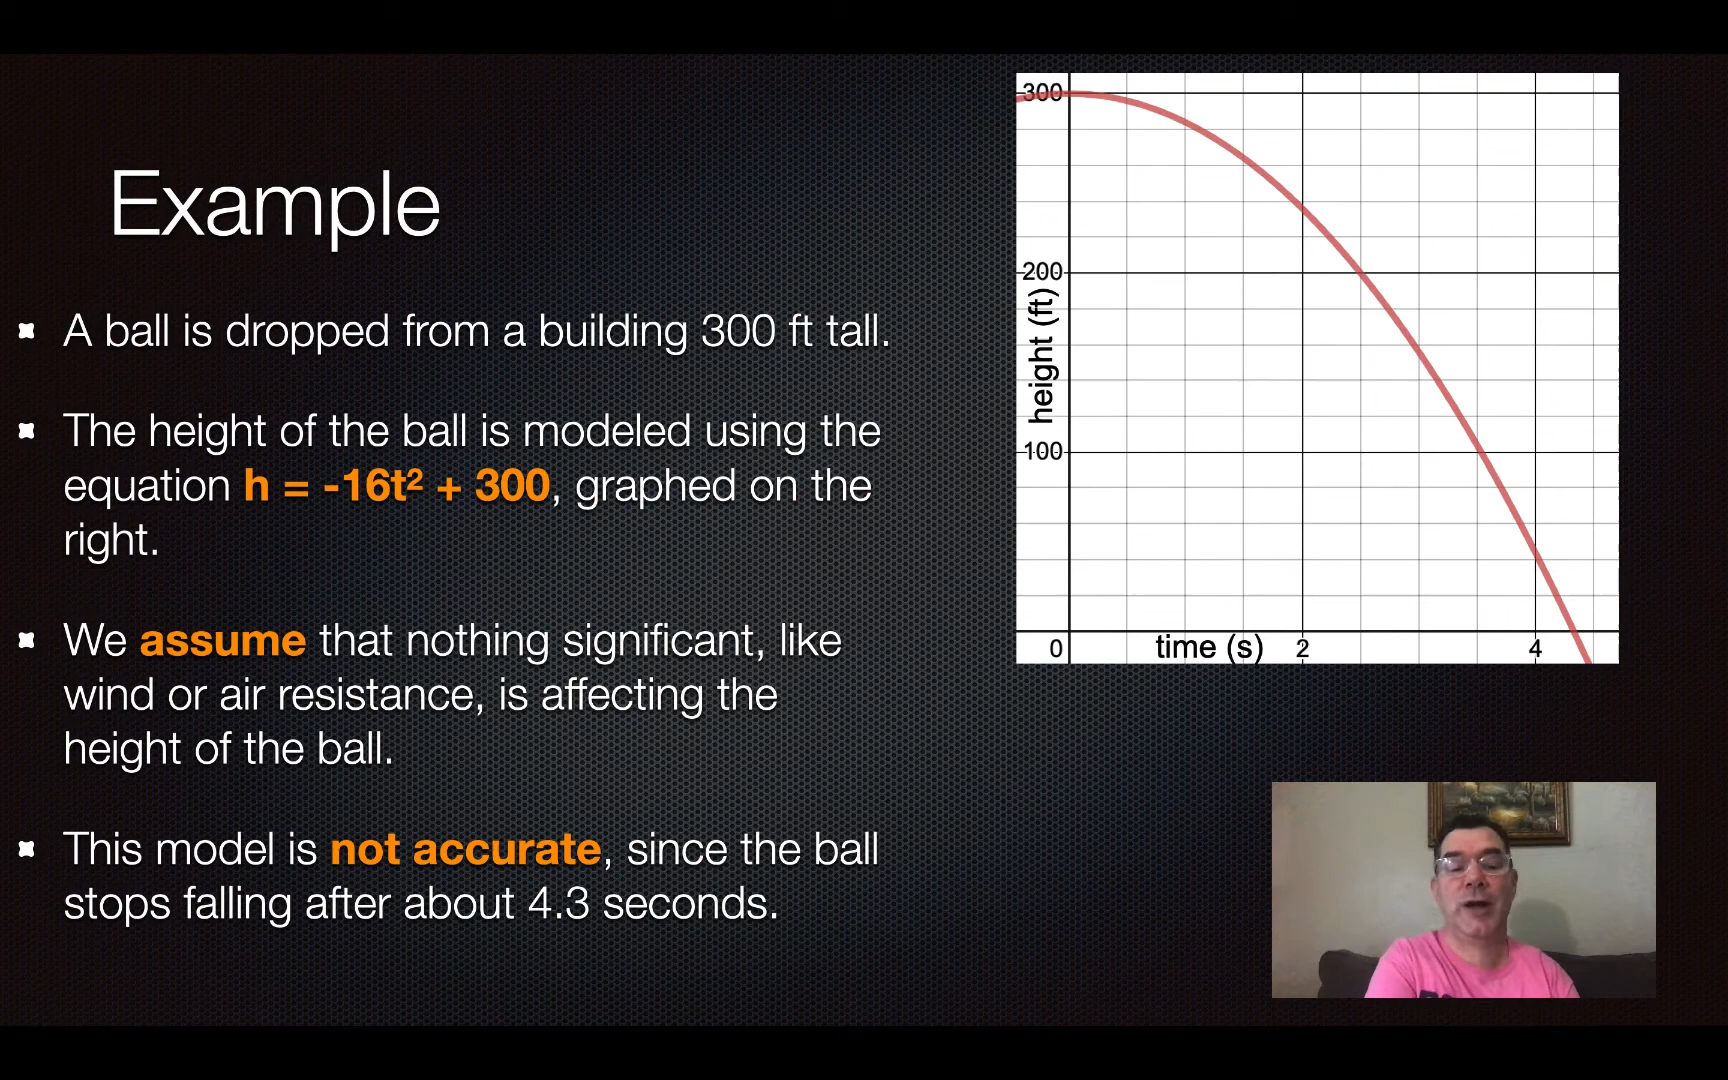 Example
A ball is dropped from a building 300 ft tall.
The height of the ball is modeled using the
equation h = -16t² + 300, graphed on the
right.
We assume that nothing significant, like
wind or air resistance, is affecting the
height of the ball.
This model is not accurate, since the ball
stops falling after about 4.3 seconds.
300
200
height (ft)
100
0
time (s)
2
4